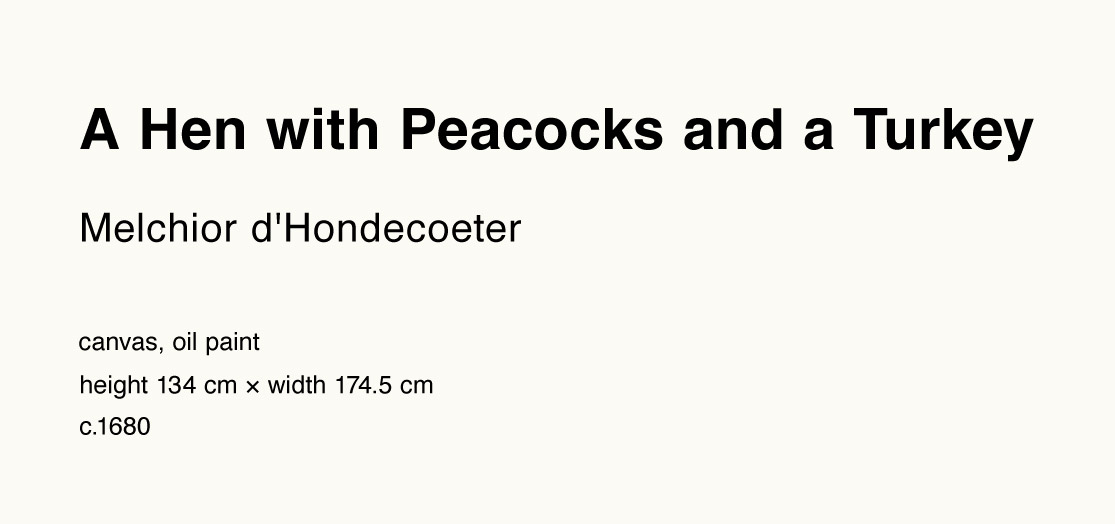 A Hen with Peacocks and a Turkey
Melchior d'Hondecoeter
canvas, oil paint
height 134 cm × width 174.5 cm
c.1680